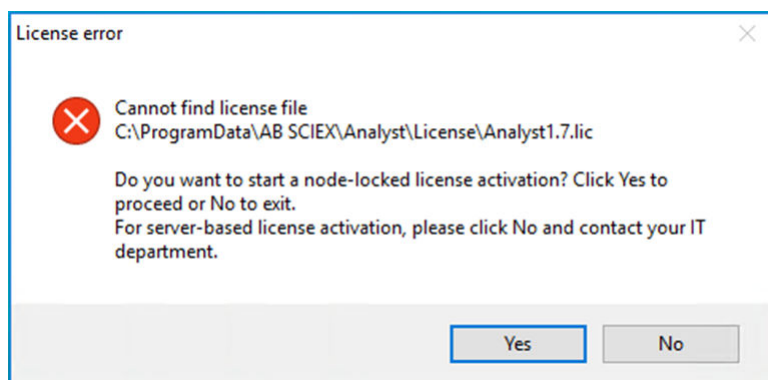 License error
Cannot find license file
C:\ProgramData\AB SCIEX\Analyst\License\Analyst1.7.lic
Do you want to start a node-locked license activation? Click Yes to
proceed or No to exit.
For server-based license activation, please click No and contact your IT
department.
Yes
No